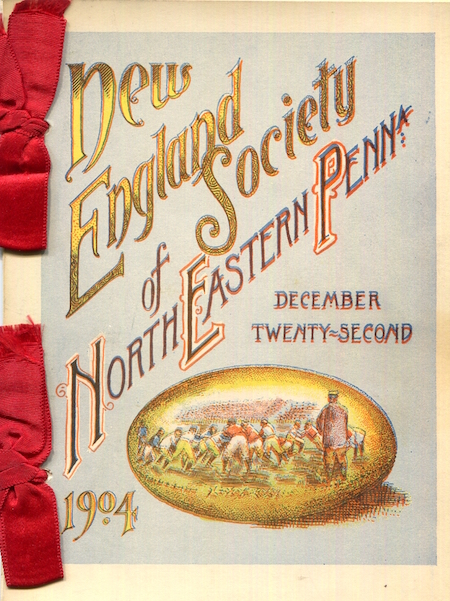 New
England Society
of
North Eastern Penna.
December
Twenty-Second
1904